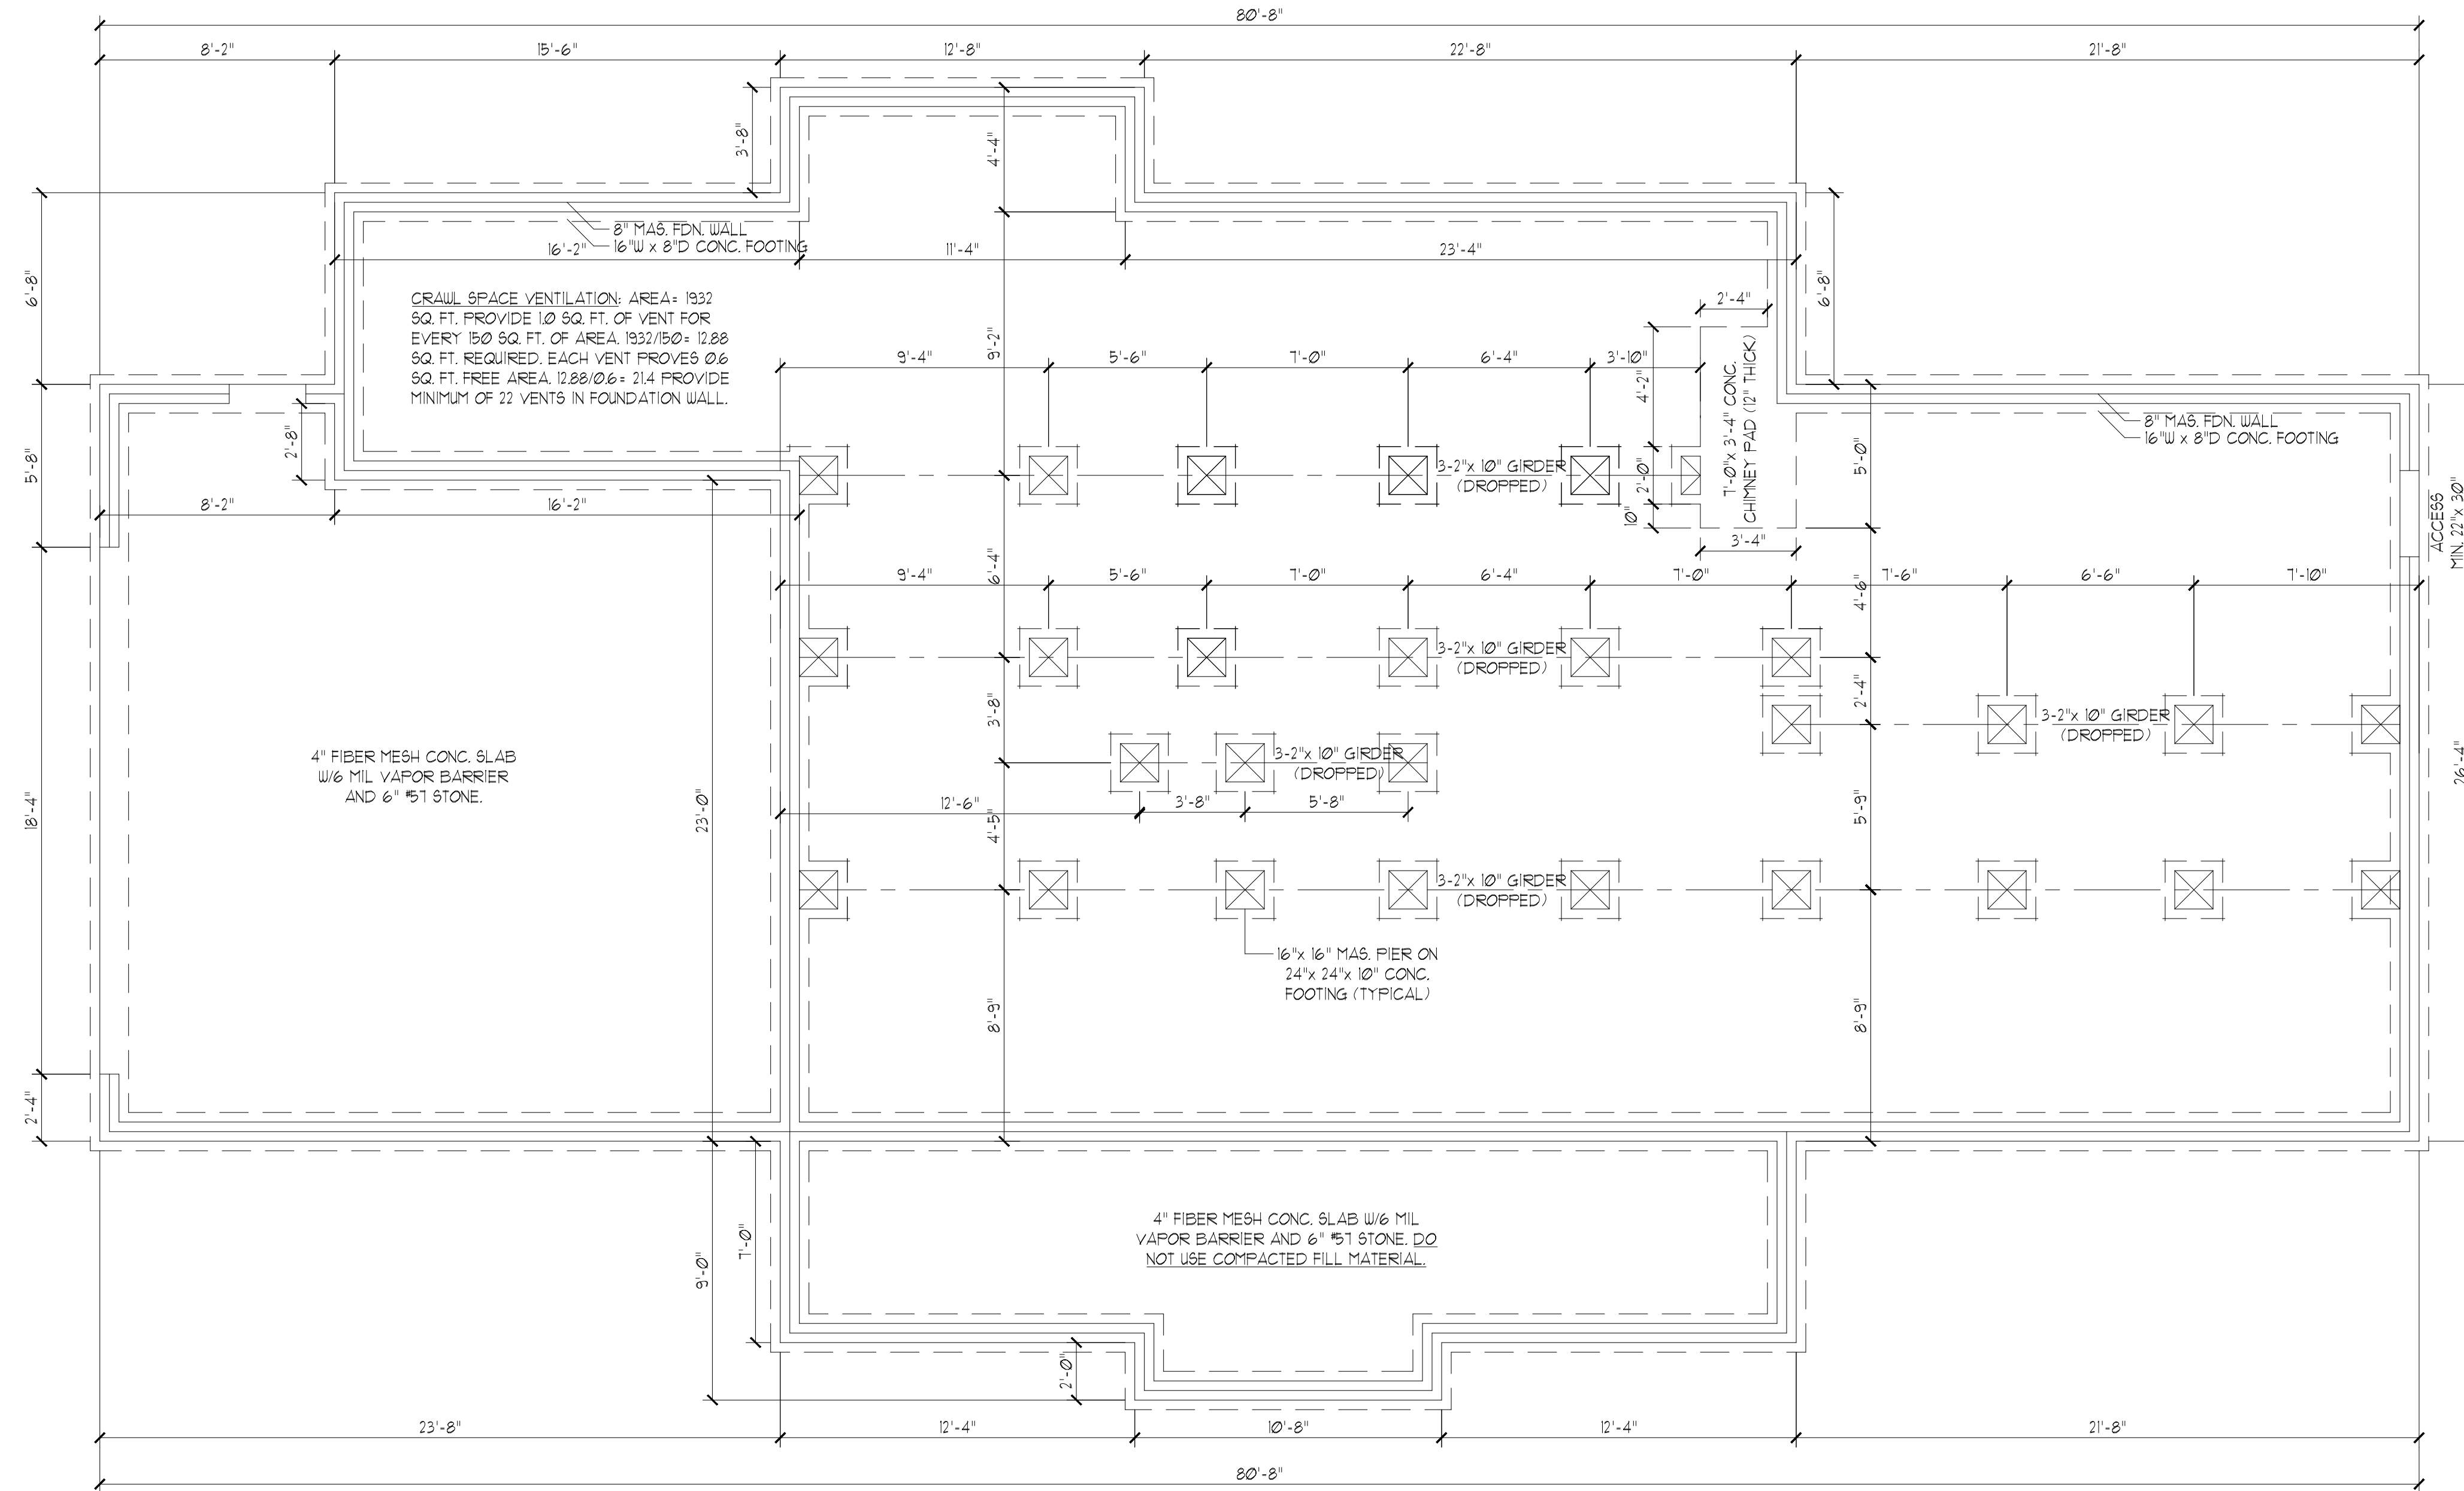 80'-8"
8'-2"
15'-6"
12'-8"
22'-8"
21'-8"
3'-8"
4'-4"
8" MAS. FDN. WALL
16"W x 8"D CONC. FOOTING
16'-2"
11'-4"
23'-4"
6'-8"
6'-8"
CRAWL SPACE VENTILATION: AREA= 1932
SQ. FT. PROVIDE 1.0 SQ. FT. OF VENT FOR
EVERY 150 SQ. FT. OF AREA. 1932/150= 12.88
SQ. FT. REQUIRED. EACH VENT PROVES 0.6
SQ. FT. FREE AREA. 12.88/0.6= 21.4 PROVIDE
MINIMUM OF 22 VENTS IN FOUNDATION WALL.
9'-2"
2'-4"
9'-4"
5'-6"
7'-0"
6'-4"
3'-10"
4'-2"
7'-0"x 3'-4" CONC.
CHIMNEY PAD (12" THICK)
8" MAS. FDN. WALL
16"W x 8"D CONC. FOOTING
2'-8"
5'-8"
5'-0"
3-2"x 10" GIRDER
(DROPPED)
2'-0"
10"
8'-2"
16'-2"
3'-4"
ACCESS
MIN. 22"x 30"
6'-4"
9'-4"
5'-6"
7'-0"
6'-4"
7'-0"
7'-6"
6'-6"
7'-10"
4'-6"
3-2"x 10" GIRDER
(DROPPED)
3'-8"
2'-4"
3-2"x 10" GIRDER
(DROPPED)
4" FIBER MESH CONC. SLAB
W/6 MIL VAPOR BARRIER
AND 6" #57 STONE.
3-2"x 10" GIRDER
(DROPPED)
26'-4"
18'-4"
23'-0"
12'-6"
3'-8"
5'-8"
4'-5"
5'-9"
3-2"x 10" GIRDER
(DROPPED)
16"x 16" MAS. PIER ON
24"x 24"x 10" CONC.
FOOTING (TYPICAL)
8'-9"
8'-9"
2'-4"
4" FIBER MESH CONC. SLAB W/6 MIL
VAPOR BARRIER AND 6" #57 STONE. DO
NOT USE COMPACTED FILL MATERIAL.
7'-0"
9'-0"
2'-0"
23'-8"
12'-4"
10'-8"
12'-4"
21'-8"
80'-8"